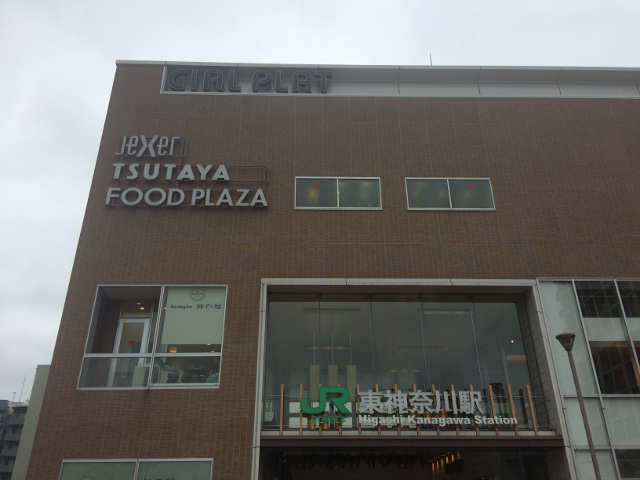 CIAL PLAT
JEXER
TSUTAYA
FOOD PLAZA
JR 東神奈川駅
Higashi Kanagawa Station